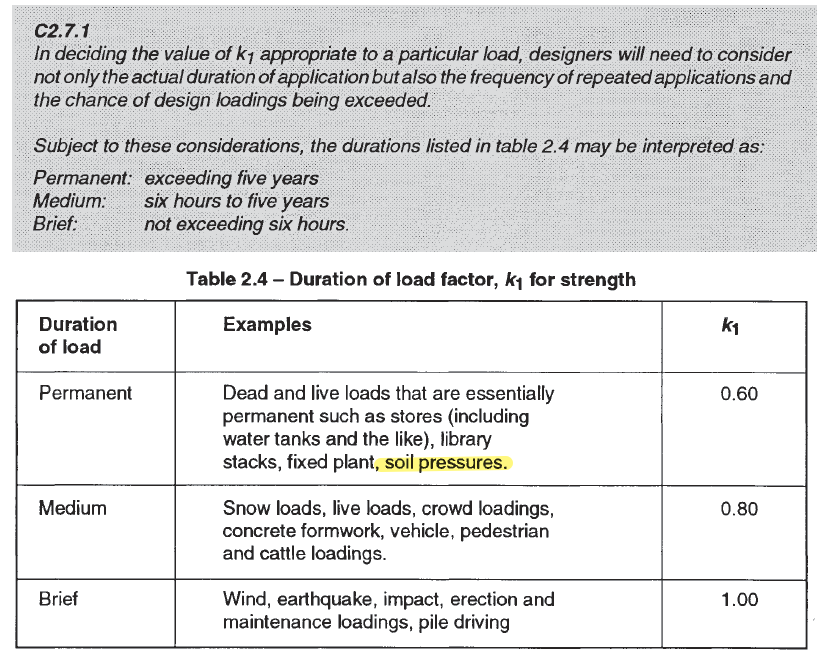 C2.7.1
In deciding the value of k1 appropriate to a particular load, designers will need to consider
not only the actual duration of application but also the frequency of repeated applications and
the chance of design loadings being exceeded.
Subject to these considerations, the durations listed in table 2.4 may be interpreted as:
Permanent: exceeding five years
Medium: six hours to five years
Brief: not exceeding six hours.
Table 2.4 – Duration of load factor, k1 for strength
Duration
of load
Examples
k1
Permanent
Dead and live loads that are essentially
permanent such as stores (including
water tanks and the like), library
stacks, fixed plant, soil pressures.
0.60
Medium
Snow loads, live loads, crowd loadings,
concrete formwork, vehicle, pedestrian
and cattle loadings.
0.80
Brief
Wind, earthquake, impact, erection and
maintenance loadings, pile driving
1.00